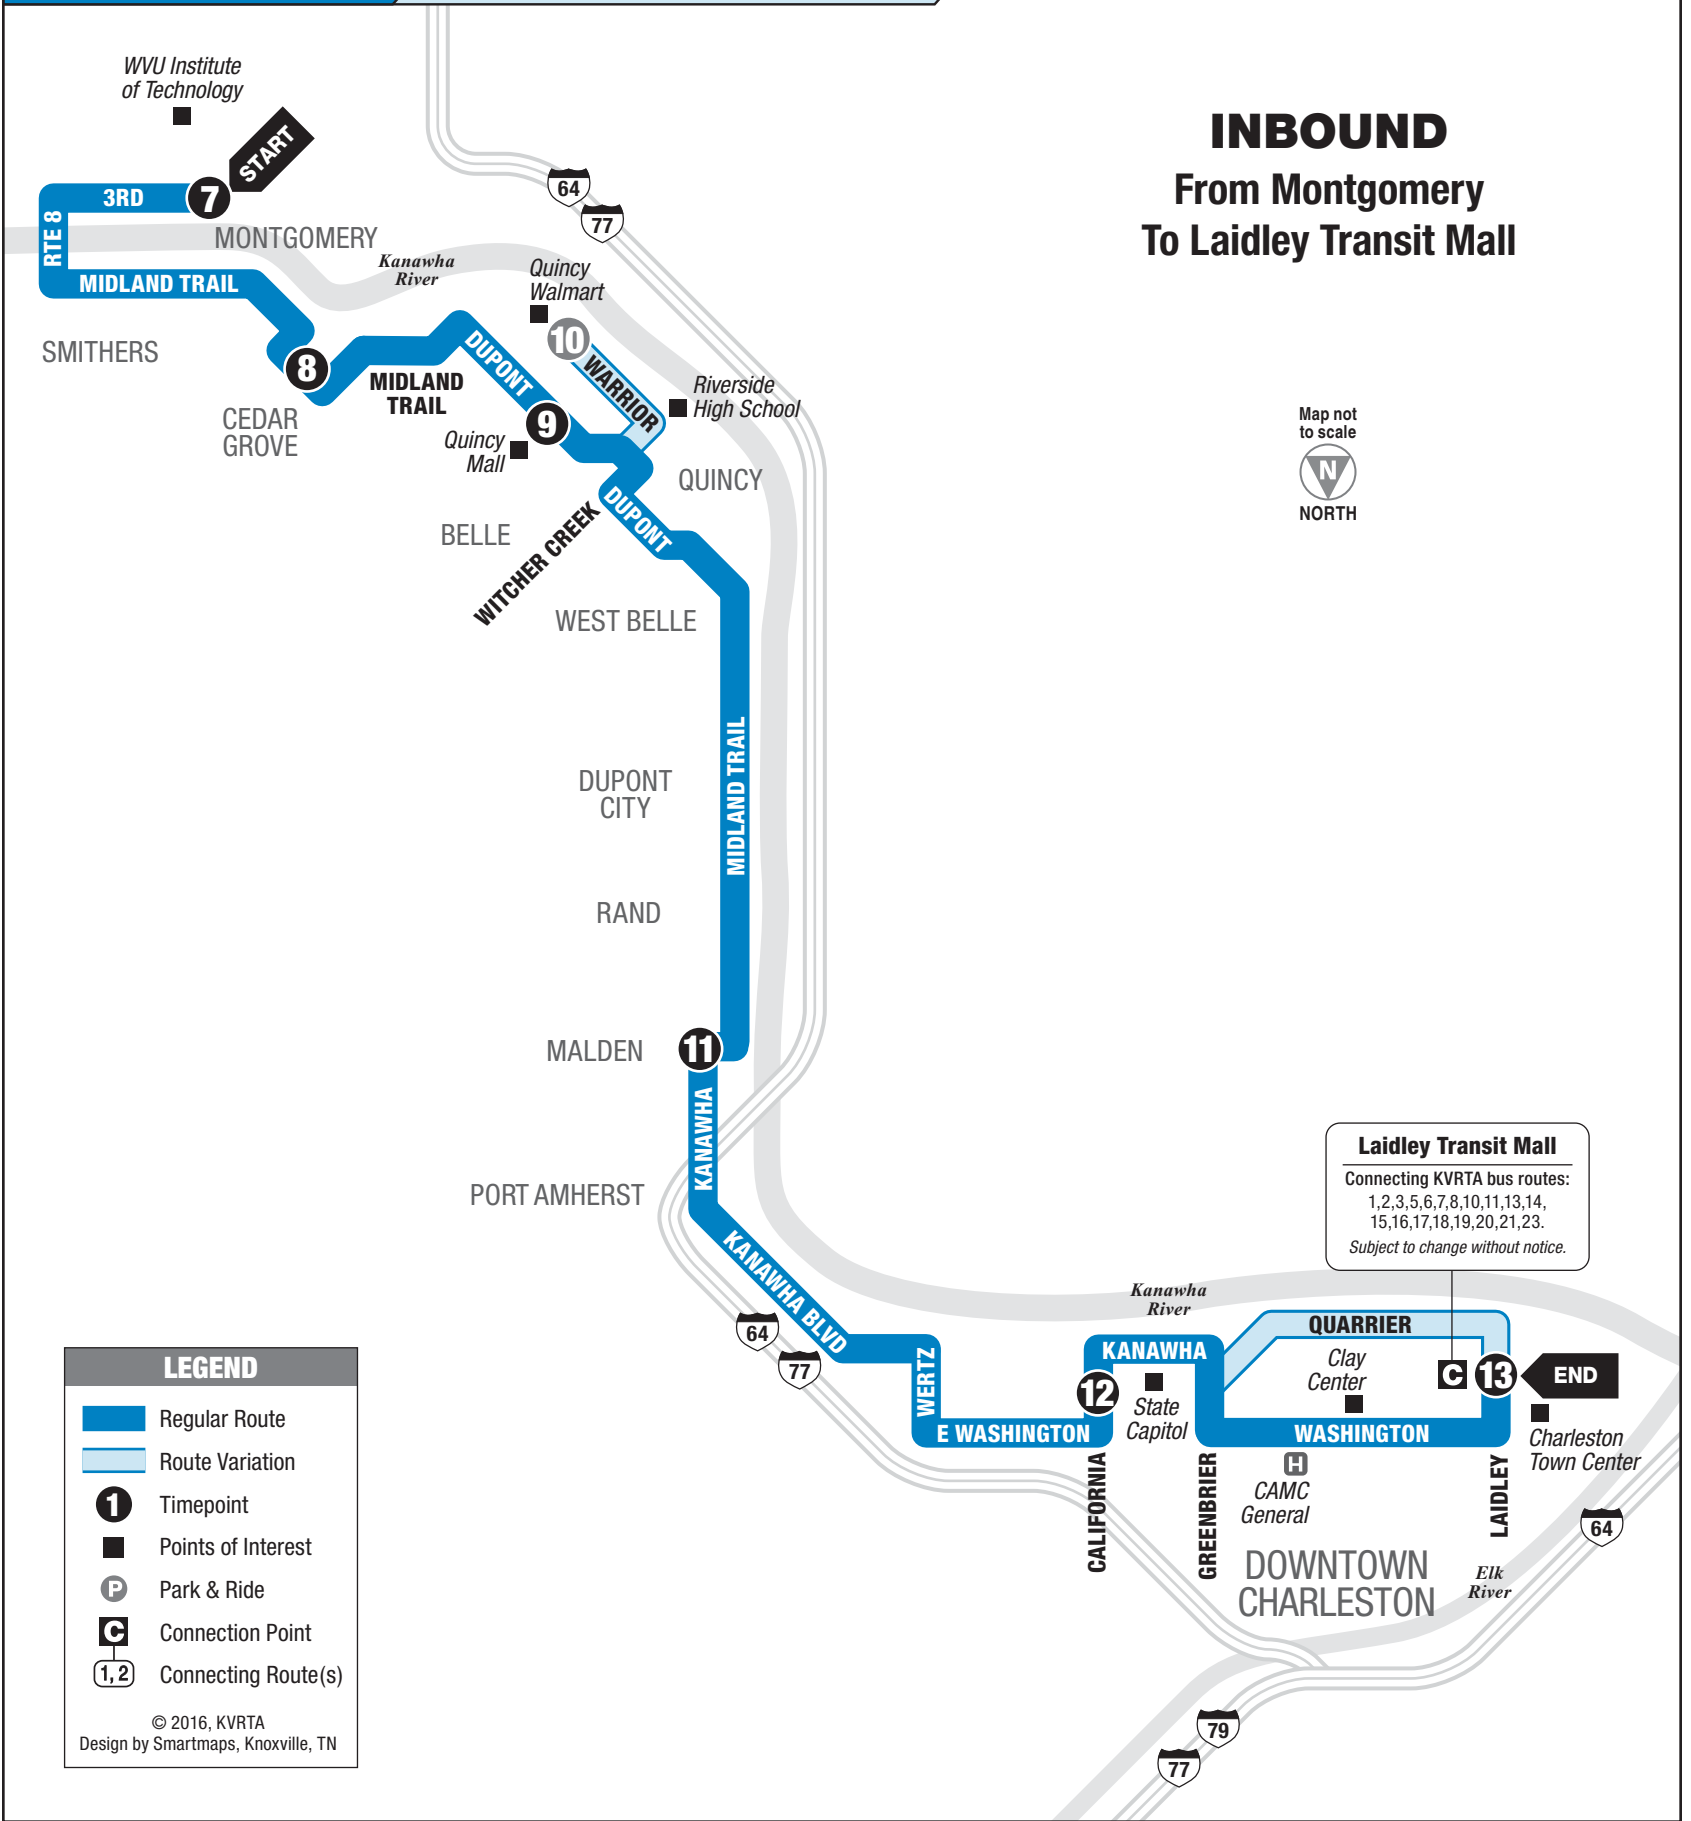 WVU Institute
of Technology
START
INBOUND
From Montgomery
To Laidley Transit Mall
64
77
3RD
7
RTE 8
MONTGOMERY
Kanawha
River
MIDLAND TRAIL
Quincy
Walmart
10
SMITHERS
8
DUPONT
WARRIOR
MIDLAND
TRAIL
Riverside
High School
CEDAR
GROVE
9
Quincy
Mall
Map not
to scale
N
NORTH
QUINCY
DUPONT
BELLE
WITCHER CREEK
WEST BELLE
MIDLAND TRAIL
DUPONT
CITY
RAND
MALDEN
11
KANAWHA
PORT AMHERST
KANAWHA BLVD
64
77
Laidley Transit Mall
Connecting KVRTA bus routes:
1,2,3,5,6,7,8,10,11,13,14,
15,16,17,18,19,20,21,23.
Subject to change without notice.
Kanawha
River
WERTZ
KANAWHA
QUARRIER
Clay
Center
C
13
END
12
State
Capitol
E WASHINGTON
WASHINGTON
Charleston
Town Center
CALIFORNIA
GREENBRIER
H
CAMC
General
LAIDLEY
64
DOWNTOWN
CHARLESTON
Elk
River
79
77
LEGEND
Regular Route
Route Variation
1
Timepoint
Points of Interest
P
Park & Ride
C
Connection Point
1, 2
Connecting Route(s)
© 2016, KVRTA
Design by Smartmaps, Knoxville, TN